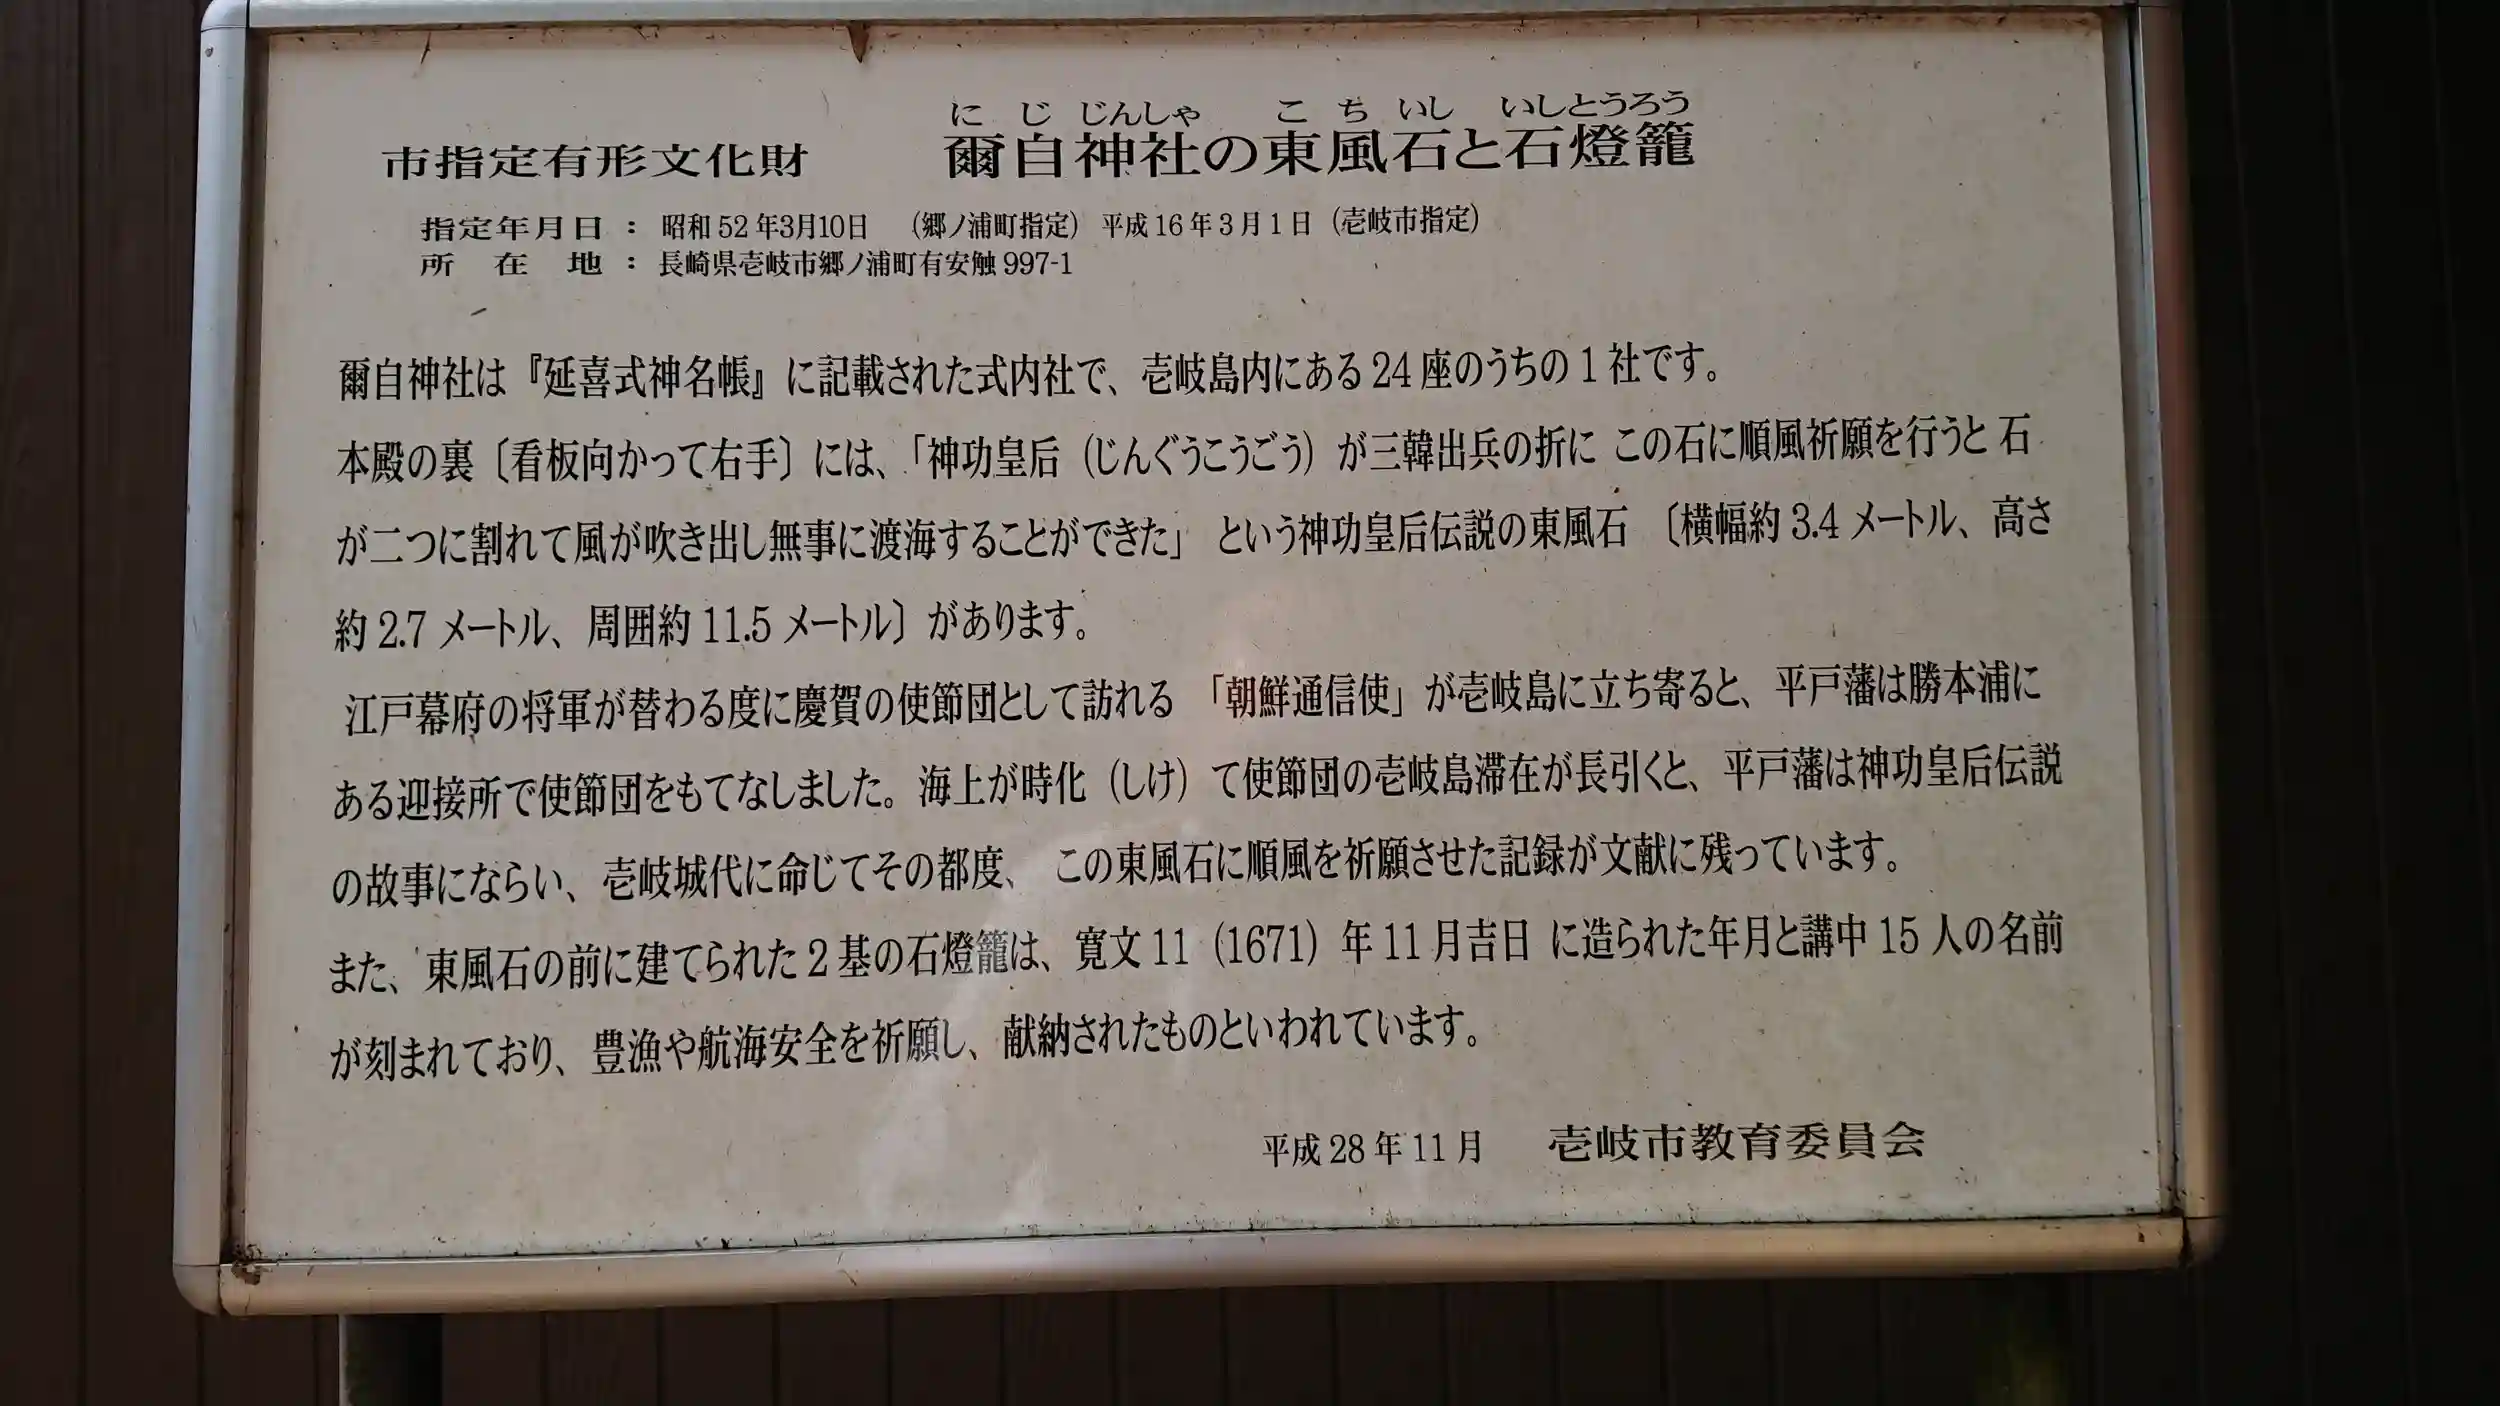 にじじんじゃ こちいし いしとうろう
市指定有形文化財 爾自神社の東風石と石燈籠
指定年月日：昭和52年3月10日 （郷ノ浦町指定） 平成16年3月1日（壱岐市指定）
所在地：長崎県壱岐市郷ノ浦町有安触997-1
爾自神社は『延喜式神名帳』に記載された式内社で、壱岐島内にある24座のうちの1社です。
本殿の裏〔看板向かって右手〕には、「神功皇后（じんぐうこうごう）が三韓出兵の折に この石に順風祈願を行うと 石
が二つに割れて風が吹き出し無事に渡海することができた」 という神功皇后伝説の東風石 〔横幅約3.4メートル、高さ
約2.7メートル、周囲約11.5メートル〕があります。
江戸幕府の将軍が替わる度に慶賀の使節団として訪れる 「朝鮮通信使」が壱岐島に立ち寄ると、平戸藩は勝本浦に
ある迎接所で使節団をもてなしました。海上が時化（しけ）て使節団の壱岐島滞在が長引くと、平戸藩は神功皇后伝説
の故事にならい、壱岐城代に命じてその都度、 この東風石に順風を祈願させた記録が文献に残っています。
また、東風石の前に建てられた2基の石燈籠は、寛文11（1671）年11月吉日 に造られた年月と講中15人の名前
が刻まれており、豊漁や航海安全を祈願し、献納されたものといわれています。
平成28年11月 壱岐市教育委員会